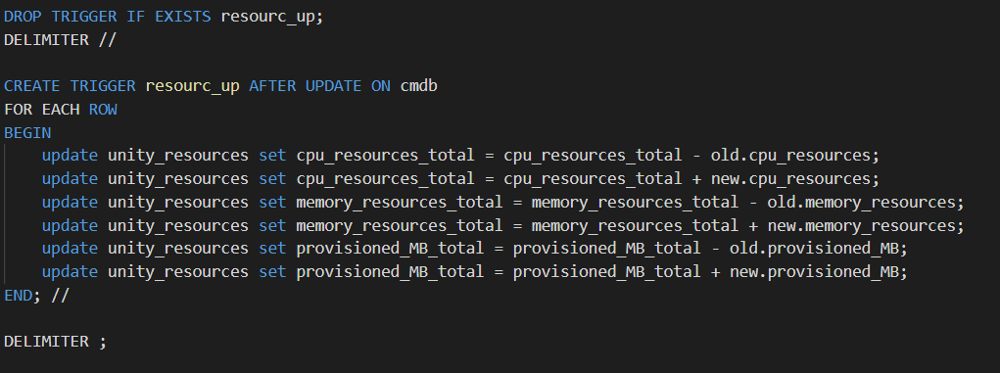 DROP TRIGGER IF EXISTS resourc_up;
DELIMITER //
CREATE TRIGGER resourc_up AFTER UPDATE ON cmdb
FOR EACH ROW
BEGIN
    update unity_resources set cpu_resources_total = cpu_resources_total - old.cpu_resources;
    update unity_resources set cpu_resources_total = cpu_resources_total + new.cpu_resources;
    update unity_resources set memory_resources_total = memory_resources_total - old.memory_resources;
    update unity_resources set memory_resources_total = memory_resources_total + new.memory_resources;
    update unity_resources set provisioned_MB_total = provisioned_MB_total - old.provisioned_MB;
    update unity_resources set provisioned_MB_total = provisioned_MB_total + new.provisioned_MB;
END; //
DELIMITER ;